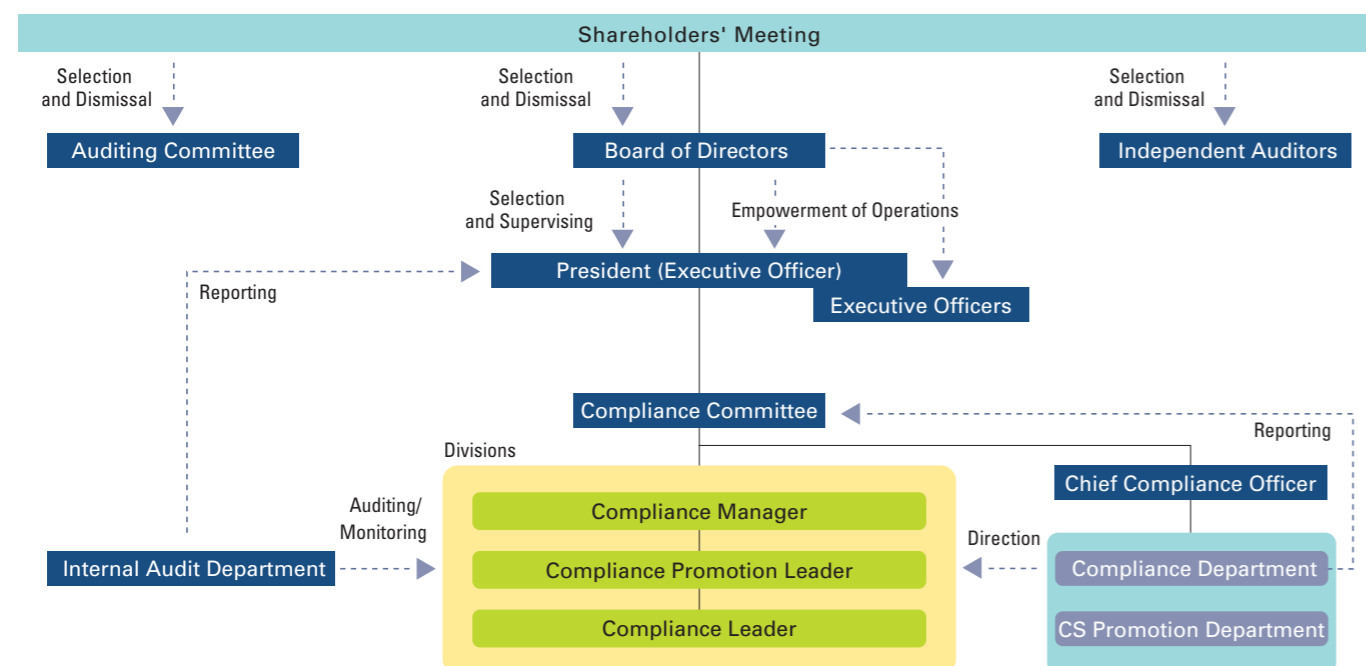 Shareholders' Meeting
Selection
and Dismissal
Selection
and Dismissal
Selection
and Dismissal
Auditing Committee
Board of Directors
Independent Auditors
Selection
and Supervising
Empowerment of Operations
President (Executive Officer)
Reporting
Executive Officers
Compliance Committee
Reporting
Divisions
Chief Compliance Officer
Auditing/
Monitoring
Compliance Manager
Direction
Internal Audit Department
Compliance Promotion Leader
Compliance Department
Compliance Leader
CS Promotion Department